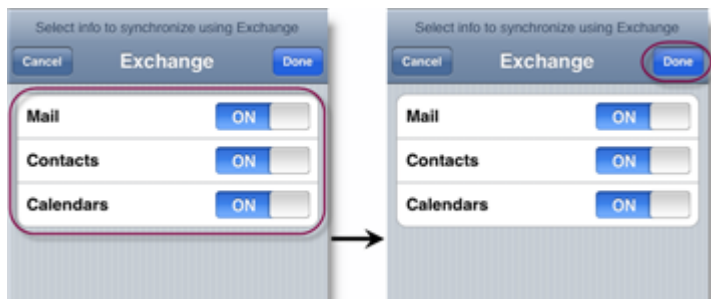 Select info to synchronize using Exchange
Cancel Exchange Done
Mail ON
Contacts ON
Calendars ON
Select info to synchronize using Exchange
Cancel Exchange Done
Mail ON
Contacts ON
Calendars ON